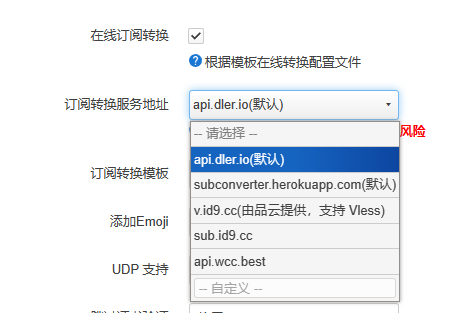 在线订阅转换
根据模板在线转换配置文件
订阅转换服务地址
api.dler.io(默认)
-- 请选择 --
风险
api.dler.io(默认)
订阅转换模板
subconverter.herokuapp.com(默认)
v.id9.cc(由品云提供，支持 Vless)
添加Emoji
sub.id9.cc
api.wcc.best
UDP 支持
-- 自定义 --